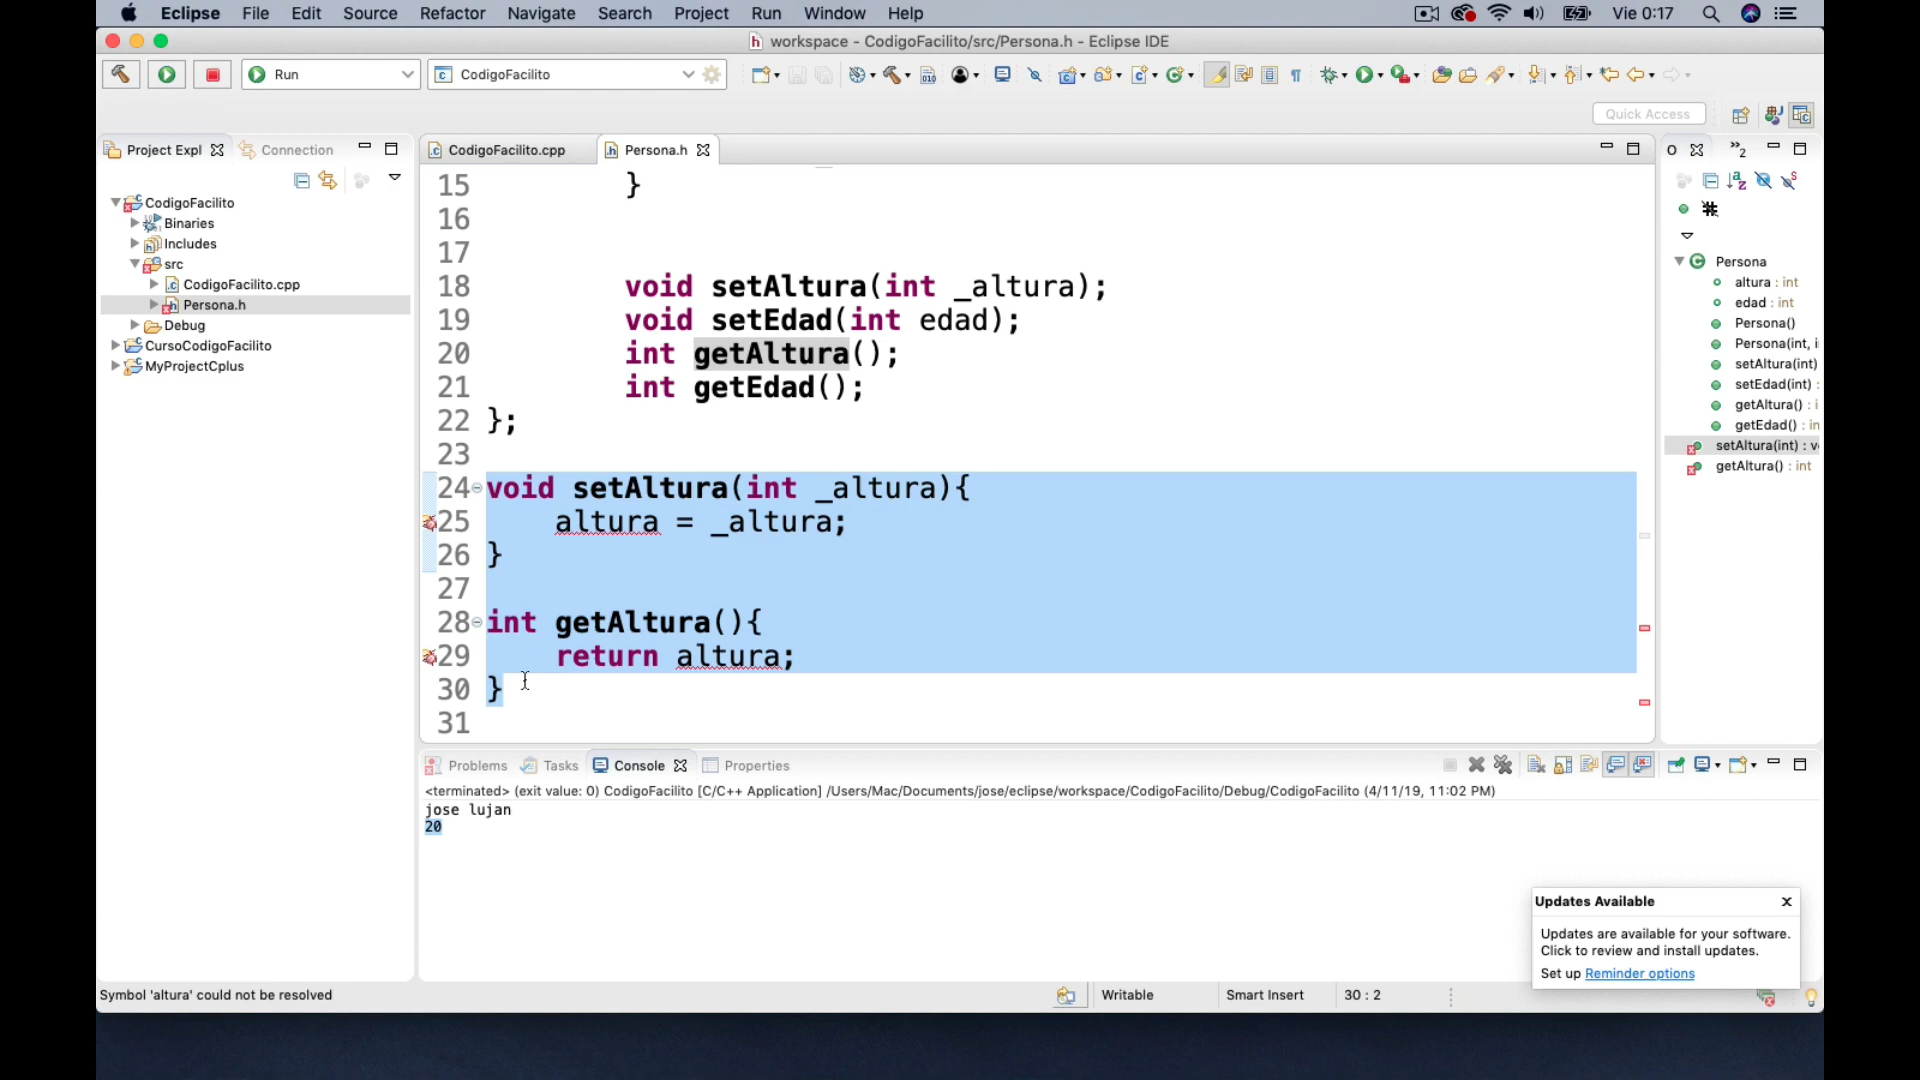 Eclipse File Edit Source Refactor Navigate Search Project Run Window Help Vie 0:17
workspace - CodigoFacilito/src/Persona.h - Eclipse IDE
Run CodigoFacilito
Quick Access
Project Expl Connection
CodigoFacilito
Binaries
Includes
src
CodigoFacilito.cpp
Persona.h
Debug
CursoCodigoFacilito
MyProjectCplus
CodigoFacilito.cpp Persona.h
15 }
16
17
18 void setAltura(int _altura);
19 void setEdad(int edad);
20 int getAltura();
21 int getEdad();
22 };
23
24 void setAltura(int _altura){
25 altura = _altura;
26 }
27
28 int getAltura(){
29 return altura;
30 }
31
O 2
Persona
altura : int
edad : int
Persona()
Persona(int, i
setAltura(int)
setEdad(int) :
getAltura() : i
getEdad() : in
setAltura(int) : v
getAltura() : int
Problems Tasks Console Properties
<terminated> (exit value: 0) CodigoFacilito [C/C++ Application] /Users/Mac/Documents/jose/eclipse/workspace/CodigoFacilito/Debug/CodigoFacilito (4/11/19, 11:02 PM)
jose lujan
20
Updates Available
Updates are available for your software.
Click to review and install updates.
Set up Reminder options
Symbol 'altura' could not be resolved Writable Smart Insert 30 : 2